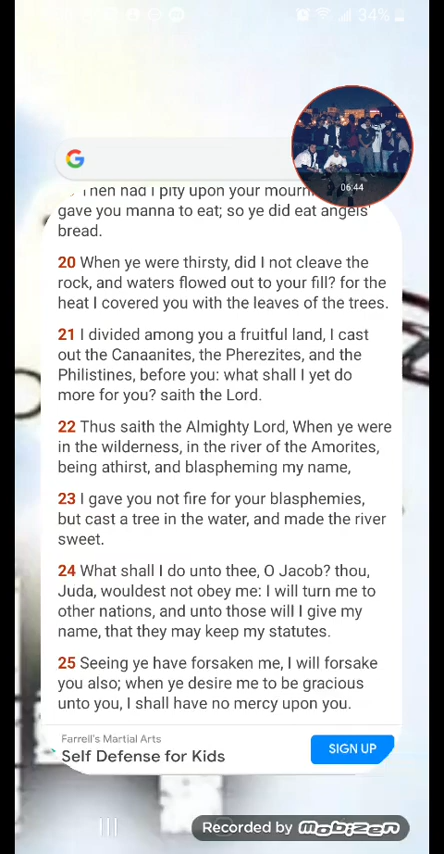 34%
Then had I pity upon your
06:44
gave you manna to eat; so ye did eat angels'
bread.
20 When ye were thirsty, did I not cleave the
rock, and waters flowed out to your fill? for the
heat I covered you with the leaves of the trees.
21 I divided among you a fruitful land, I cast
out the Canaanites, the Pherezites, and the
Philistines, before you: what shall I yet do
more for you? saith the Lord.
22 Thus saith the Almighty Lord, When ye were
in the wilderness, in the river of the Amorites,
being athirst, and blaspheming my name,
23 I gave you not fire for your blasphemies,
but cast a tree in the water, and made the river
sweet.
24 What shall I do unto thee, O Jacob? thou,
Juda, wouldest not obey me: I will turn me to
other nations, and unto those will I give my
name, that they may keep my statutes.
25 Seeing ye have forsaken me, I will forsake
you also; when ye desire me to be gracious
unto you, I shall have no mercy upon you.
Farrell's Martial Arts
Self Defense for Kids
SIGN UP
Recorded by mobizen